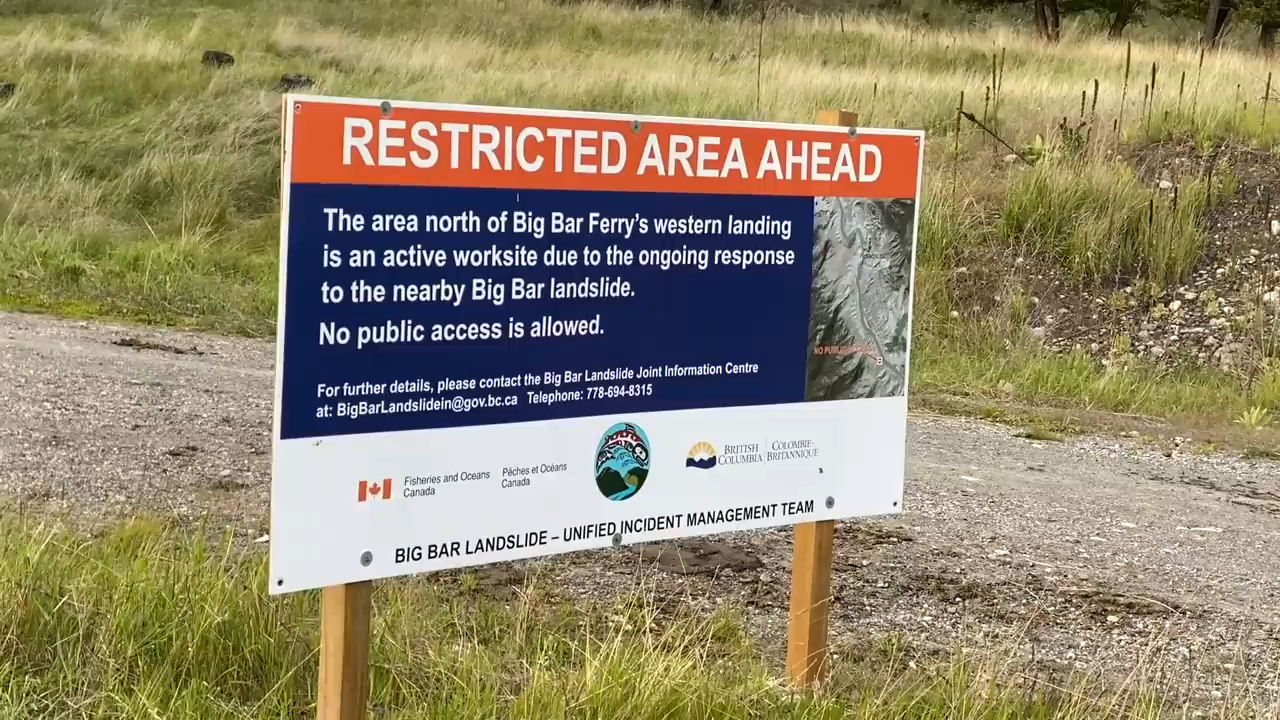 RESTRICTED AREA AHEAD
The area north of Big Bar Ferry's western landing
is an active worksite due to the ongoing response
to the nearby Big Bar landslide.
No public access is allowed.
For further details, please contact the Big Bar Landslide Joint Information Centre
at: BigBarLandslidein@gov.bc.ca Telephone: 778-694-8315
NO PUBLIC
Fisheries and Oceans
Canada
Pêches et Océans
Canada
BRITISH
COLUMBIA
COLOMBIE-
BRITANNIQUE
BIG BAR LANDSLIDE – UNIFIED INCIDENT MANAGEMENT TEAM